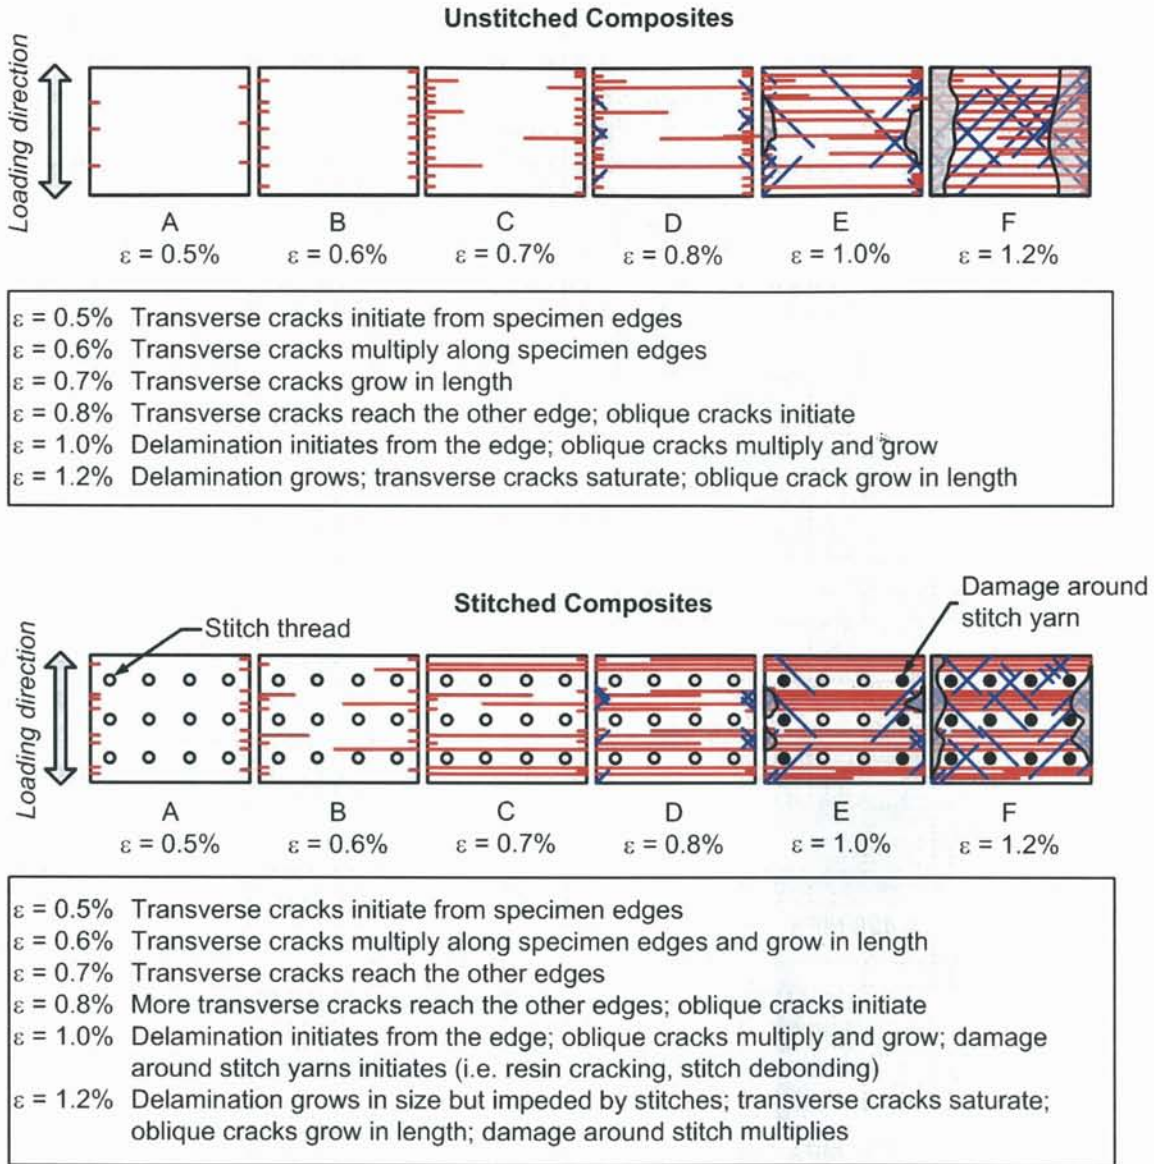 Unstitched Composites
Loading direction
A B C D E F
ε = 0.5% ε = 0.6% ε = 0.7% ε = 0.8% ε = 1.0% ε = 1.2%
ε = 0.5% Transverse cracks initiate from specimen edges
ε = 0.6% Transverse cracks multiply along specimen edges
ε = 0.7% Transverse cracks grow in length
ε = 0.8% Transverse cracks reach the other edge; oblique cracks initiate
ε = 1.0% Delamination initiates from the edge; oblique cracks multiply and grow
ε = 1.2% Delamination grows; transverse cracks saturate; oblique crack grow in length
Stitched Composites
Damage around
stitch yarn
Stitch thread
Loading direction
A B C D E F
ε = 0.5% ε = 0.6% ε = 0.7% ε = 0.8% ε = 1.0% ε = 1.2%
ε = 0.5% Transverse cracks initiate from specimen edges
ε = 0.6% Transverse cracks multiply along specimen edges and grow in length
ε = 0.7% Transverse cracks reach the other edges
ε = 0.8% More transverse cracks reach the other edges; oblique cracks initiate
ε = 1.0% Delamination initiates from the edge; oblique cracks multiply and grow; damage
around stitch yarns initiates (i.e. resin cracking, stitch debonding)
ε = 1.2% Delamination grows in size but impeded by stitches; transverse cracks saturate;
oblique cracks grow in length; damage around stitch multiplies